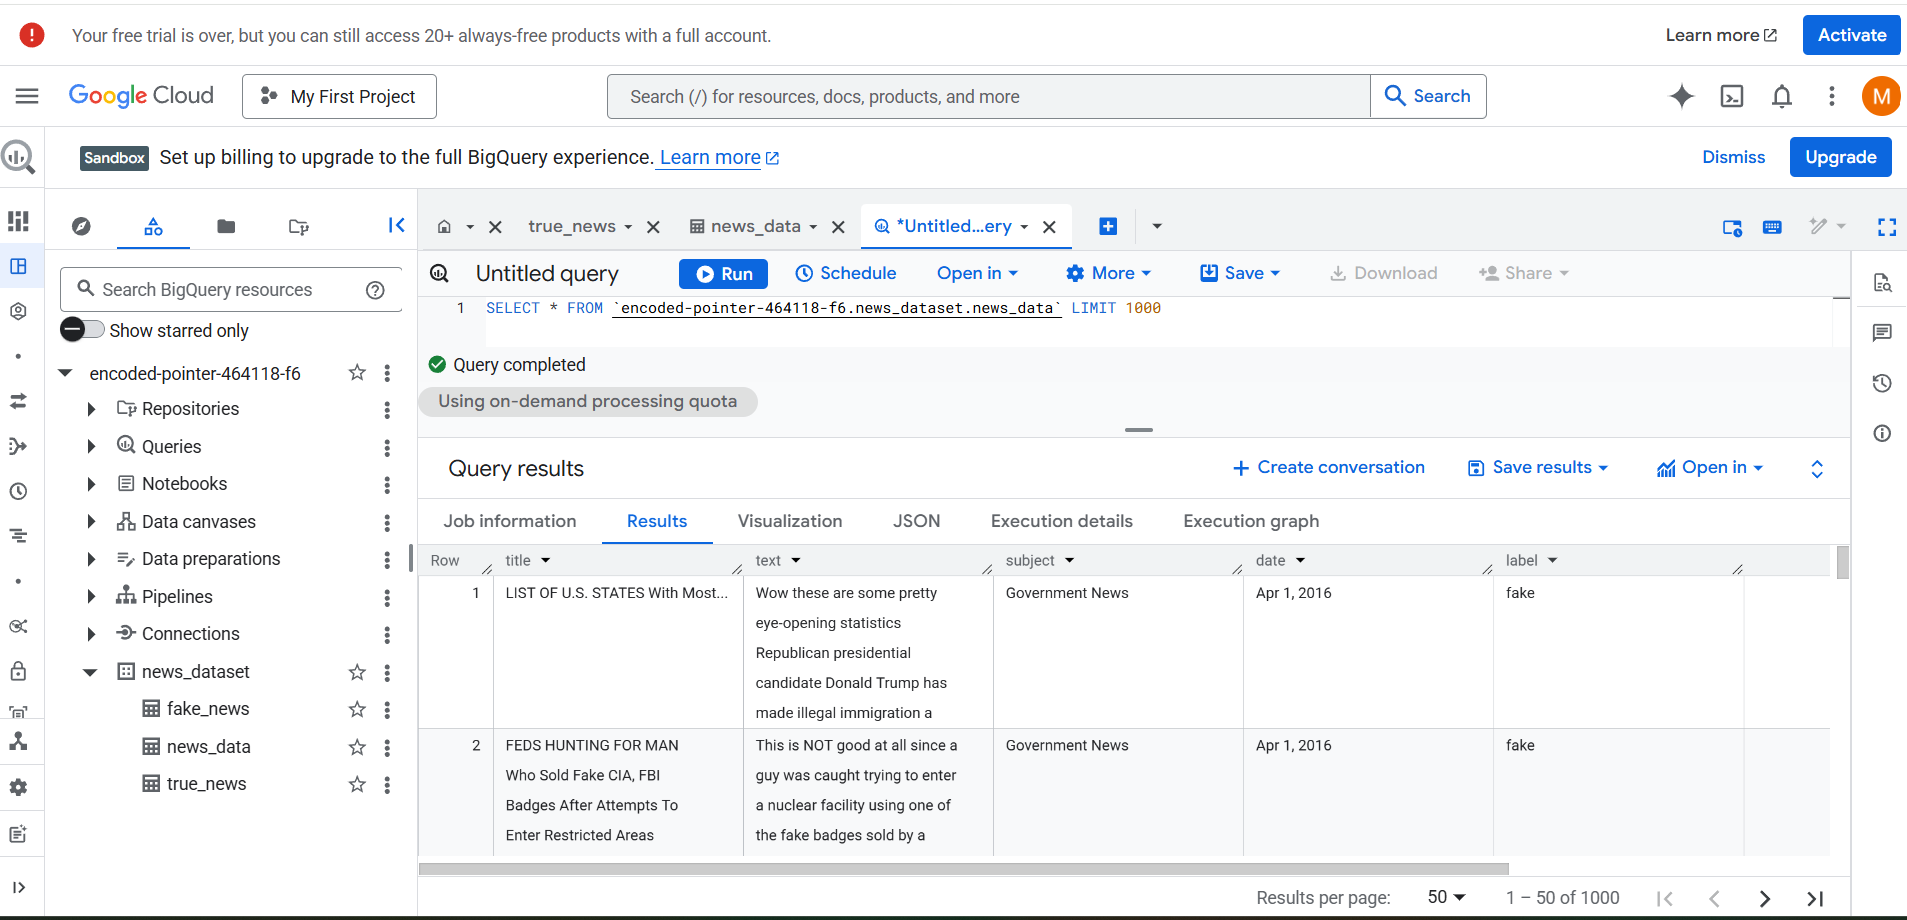 Your free trial is over, but you can still access 20+ always-free products with a full account.
Learn more
Activate
Google Cloud
My First Project
Search (/) for resources, docs, products, and more
Search
M
Sandbox
Set up billing to upgrade to the full BigQuery experience. Learn more
Dismiss
Upgrade
true_news
news_data
*Untitled...ery
Search BigQuery resources
Show starred only
encoded-pointer-464118-f6
Repositories
Queries
Notebooks
Data canvases
Data preparations
Pipelines
Connections
news_dataset
fake_news
news_data
true_news
Untitled query
Run
Schedule
Open in
More
Save
Download
Share
1 SELECT * FROM `encoded-pointer-464118-f6.news_dataset.news_data` LIMIT 1000
Query completed
Using on-demand processing quota
Query results
Create conversation
Save results
Open in
Job information
Results
Visualization
JSON
Execution details
Execution graph
Row
title
text
subject
date
label
1
LIST OF U.S. STATES With Most...
Wow these are some pretty
eye-opening statistics
Republican presidential
candidate Donald Trump has
made illegal immigration a
Government News
Apr 1, 2016
fake
2
FEDS HUNTING FOR MAN
Who Sold Fake CIA, FBI
Badges After Attempts To
Enter Restricted Areas
This is NOT good at all since a
guy was caught trying to enter
a nuclear facility using one of
the fake badges sold by a
Government News
Apr 1, 2016
fake
Results per page:
50
1 – 50 of 1000